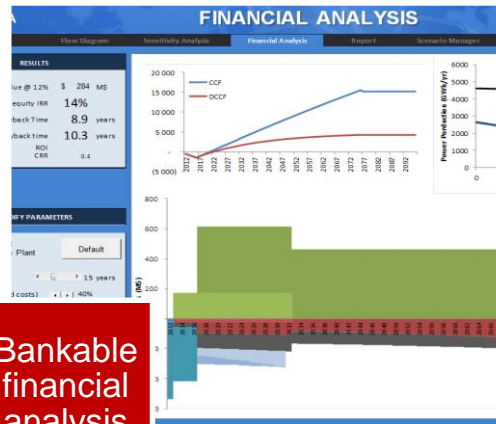 FINANCIAL ANALYSIS
Flow Diagram Sensitivity Analysis Financial Analysis Report Scenario Manager
RESULTS
ue @ 12% $ 284 M$
equity IRR 14%
yback Time 8.9 years
yback time 10.3 years
ROI
CRR 0.4
20 000
15 000
10 000
5 000
-
(5 000)
CCF
DCCF
2012 2017 2022 2027 2032 2037 2042 2047 2052 2057 2062 2067 2072 2077 2082 2087 2092
Power Production (GWh/yr)
6000
5000
4000
3000
2000
1000
0
0
IFY PARAMETERS
Plant Default
15 years
d costs) 40%
800
600
400
200
(M$)
Bankable
financial
analysis